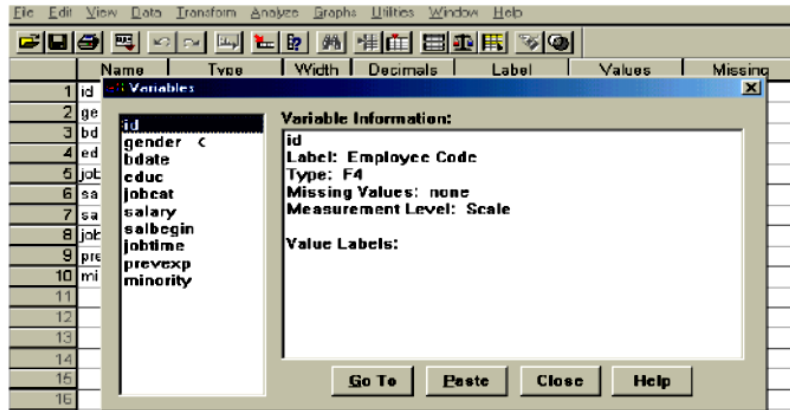 File Edit View Data Transform Analyze Graphs Utilities Window Help
Name Type Width Decimals Label Values Missing
1 id
2 ge
3 bd
4 ed
5 job
6 sa
7 sa
8 job
9 pre
10 mi
11
12
13
14
15
16
Variables
id
gender <
bdate
educ
jobcat
salary
salbegin
jobtime
prevexp
minority
Variable Information:
id
Label: Employee Code
Type: F4
Missing Values: none
Measurement Level: Scale
Value Labels:
Go To Paste Close Help